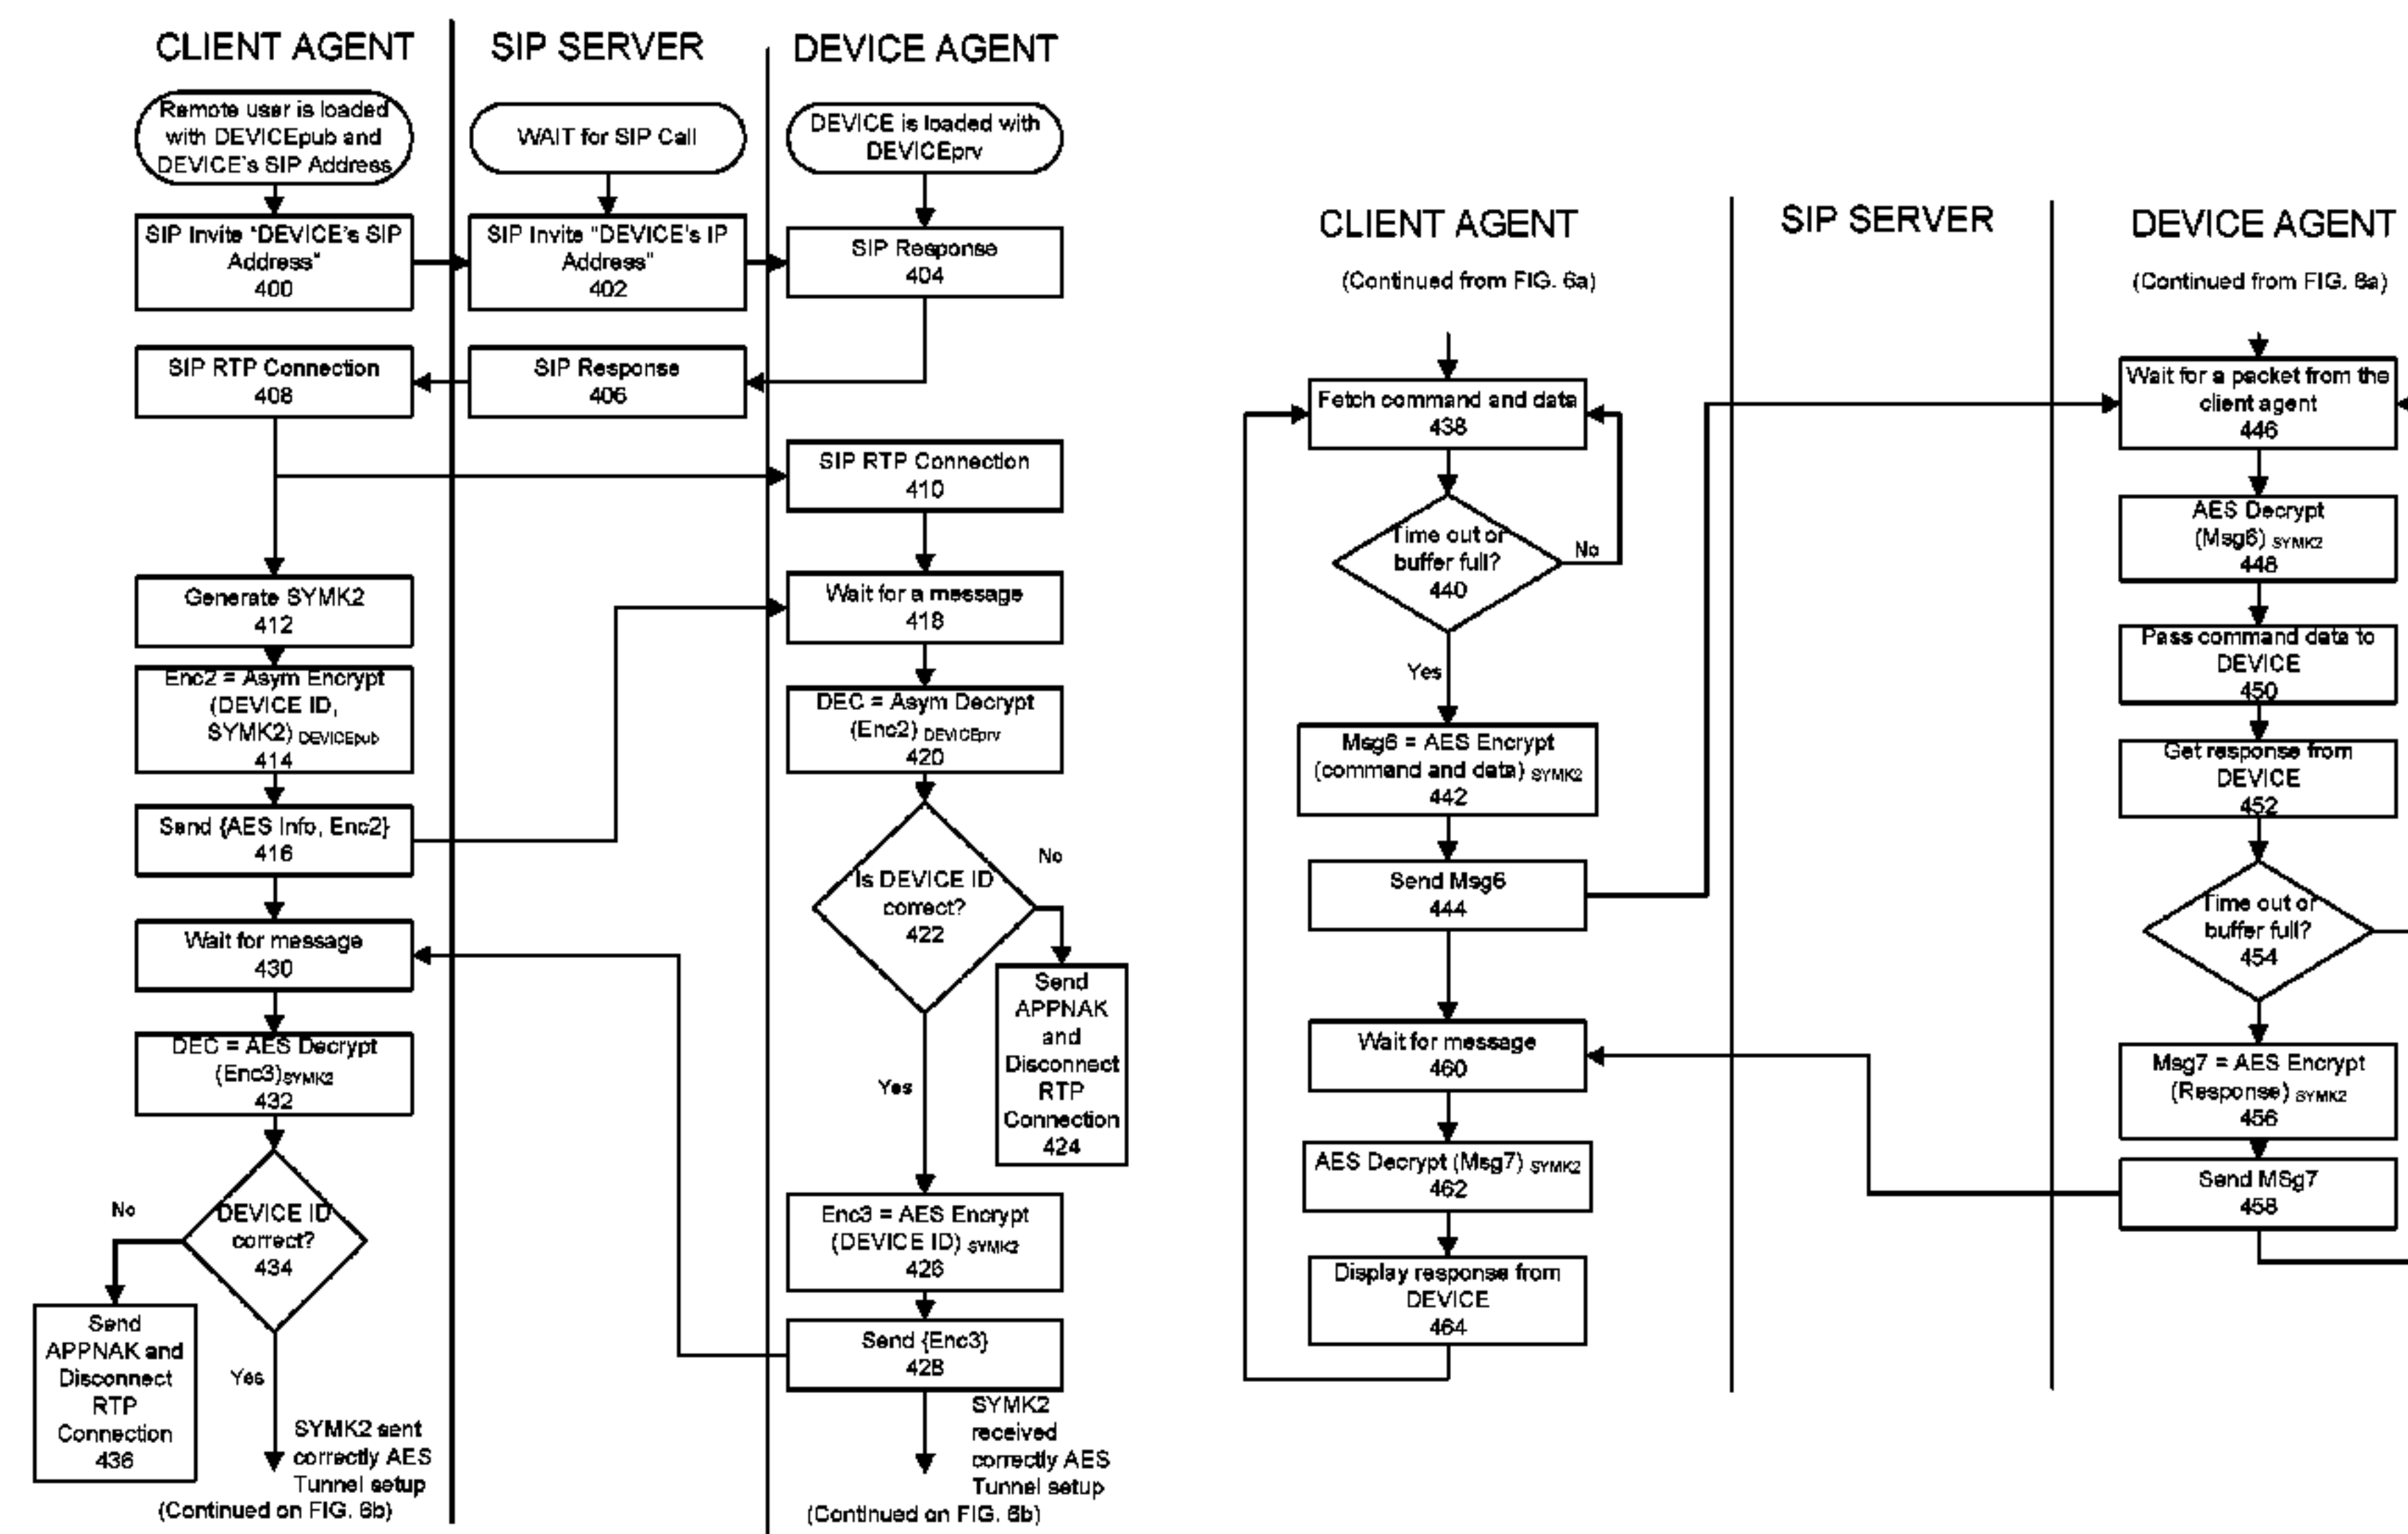 CLIENT AGENT
SIP SERVER
DEVICE AGENT
Remote user is loaded
with DEVICEpub and
DEVICE's SIP Address
WAIT for SIP Call
DEVICE is loaded with
DEVICEprv
SIP Invite "DEVICE's SIP
Address"
400
SIP Invite "DEVICE's IP
Address"
402
SIP Response
404
SIP RTP Connection
408
SIP Response
406
SIP RTP Connection
410
Generate SYMK2
412
Wait for a message
418
Enc2 = Asym Encrypt
(DEVICE ID,
SYMK2) DEVICEpub
414
DEC = Asym Decrypt
(Enc2) DEVICEprv
420
Send {AES Info, Enc2}
416
Is DEVICE ID
correct?
422
No
Yes
Send
APPNAK
and
Disconnect
RTP
Connection
424
Wait for message
430
DEC = AES Decrypt
(Enc3)SYMK2
432
DEVICE ID
correct?
434
No
Yes
Send
APPNAK and
Disconnect
RTP
Connection
436
Enc3 = AES Encrypt
(DEVICE ID) SYMK2
426
Send {Enc3}
428
SYMK2 sent
correctly AES
Tunnel setup
(Continued on FIG. 6b)
SYMK2
received
correctly AES
Tunnel setup
(Continued on FIG. 6b)
CLIENT AGENT
SIP SERVER
DEVICE AGENT
(Continued from FIG. 6a)
(Continued from FIG. 6a)
Fetch command and data
438
Time out or
buffer full?
440
No
Yes
Msg6 = AES Encrypt
(command and data) SYMK2
442
Send Msg6
444
Wait for message
460
AES Decrypt (Msg7) SYMK2
462
Display response from
DEVICE
464
Wait for a packet from the
client agent
446
AES Decrypt
(Msg6) SYMK2
448
Pass command data to
DEVICE
450
Get response from
DEVICE
452
Time out or
buffer full?
454
Msg7 = AES Encrypt
(Response) SYMK2
456
Send MSg7
458